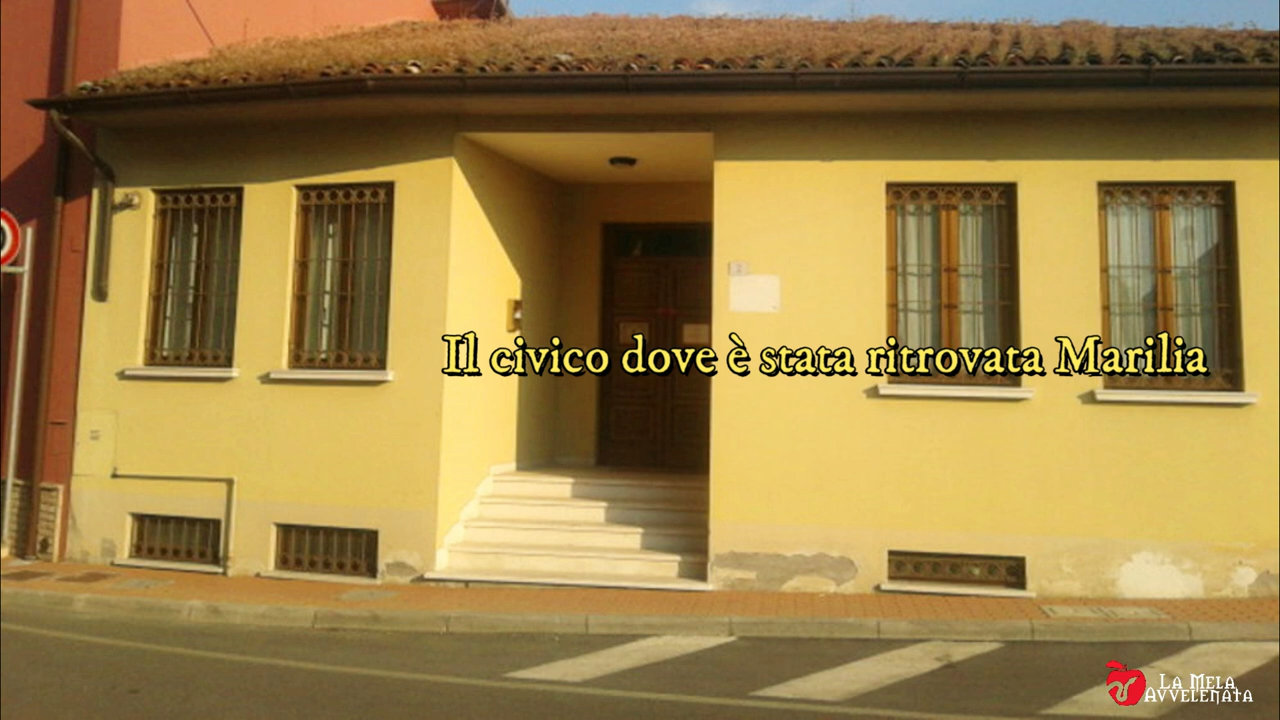 Il civico dove è stata ritrovata Marilia
La Mela
Avvelenata